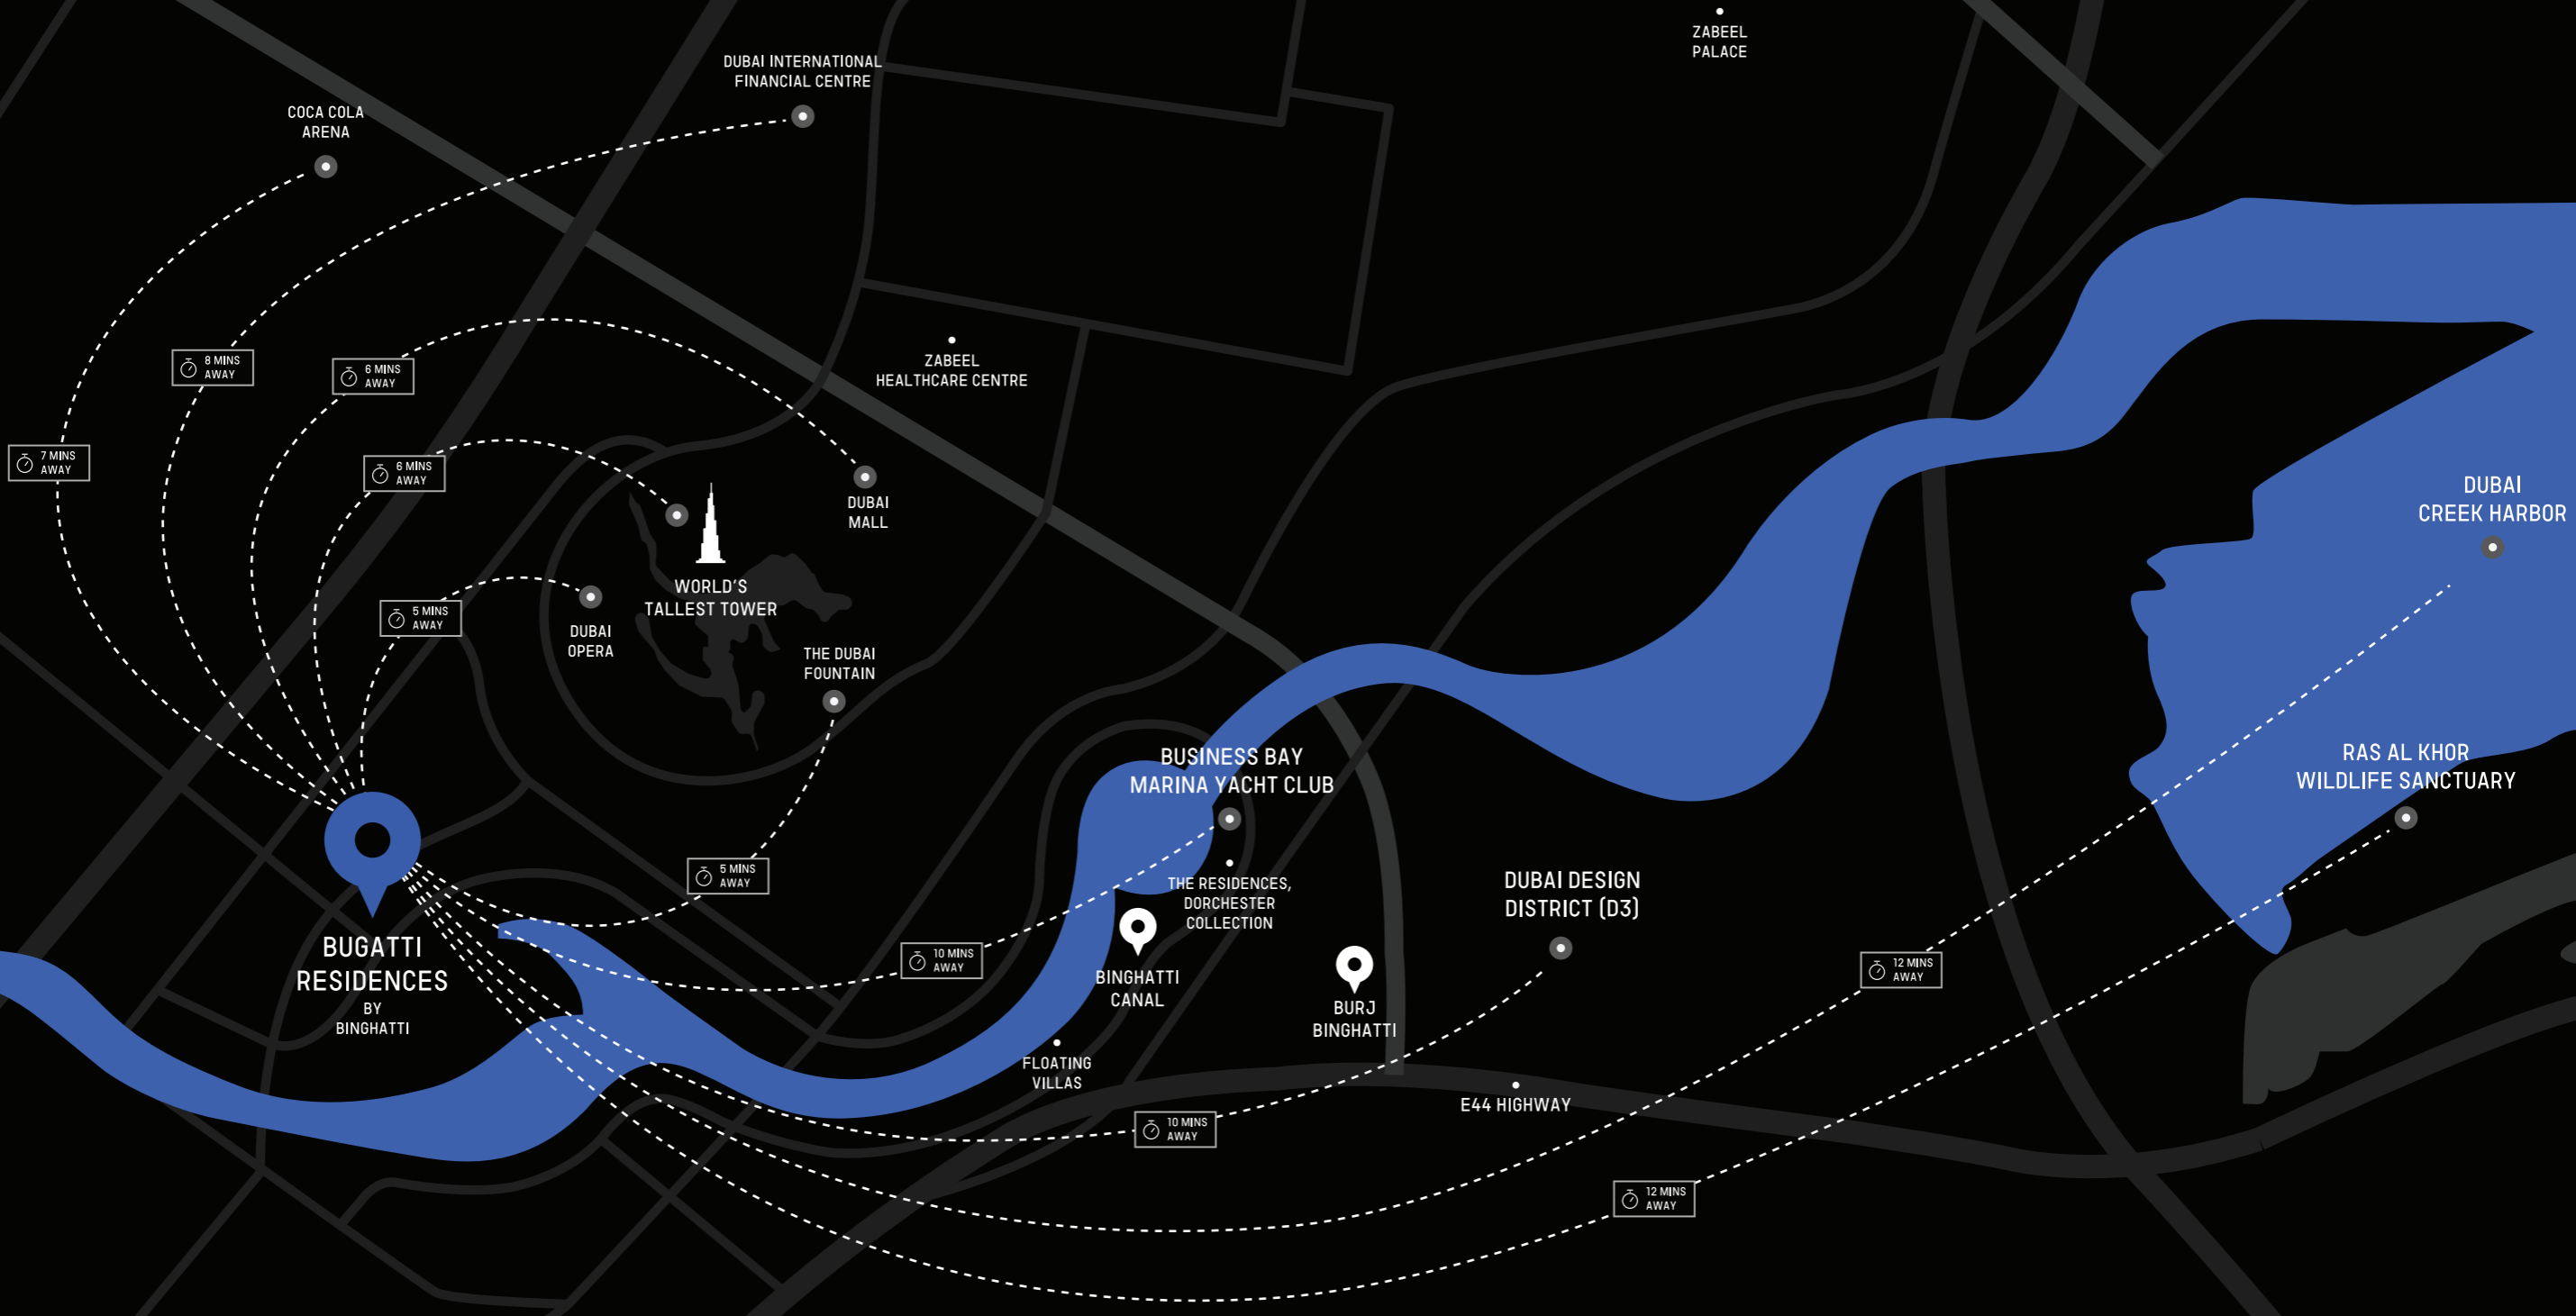 ZABEEL
PALACE
DUBAI INTERNATIONAL
FINANCIAL CENTRE
COCA COLA
ARENA
8 MINS
AWAY
6 MINS
AWAY
ZABEEL
HEALTHCARE CENTRE
7 MINS
AWAY
6 MINS
AWAY
DUBAI
MALL
DUBAI
CREEK HARBOR
WORLD'S
TALLEST TOWER
5 MINS
AWAY
DUBAI
OPERA
THE DUBAI
FOUNTAIN
BUSINESS BAY
MARINA YACHT CLUB
RAS AL KHOR
WILDLIFE SANCTUARY
5 MINS
AWAY
THE RESIDENCES,
DORCHESTER
COLLECTION
DUBAI DESIGN
DISTRICT (D3)
BUGATTI
RESIDENCES
BY
BINGHATTI
10 MINS
AWAY
BINGHATTI
CANAL
BURJ
BINGHATTI
12 MINS
AWAY
FLOATING
VILLAS
E44 HIGHWAY
10 MINS
AWAY
12 MINS
AWAY